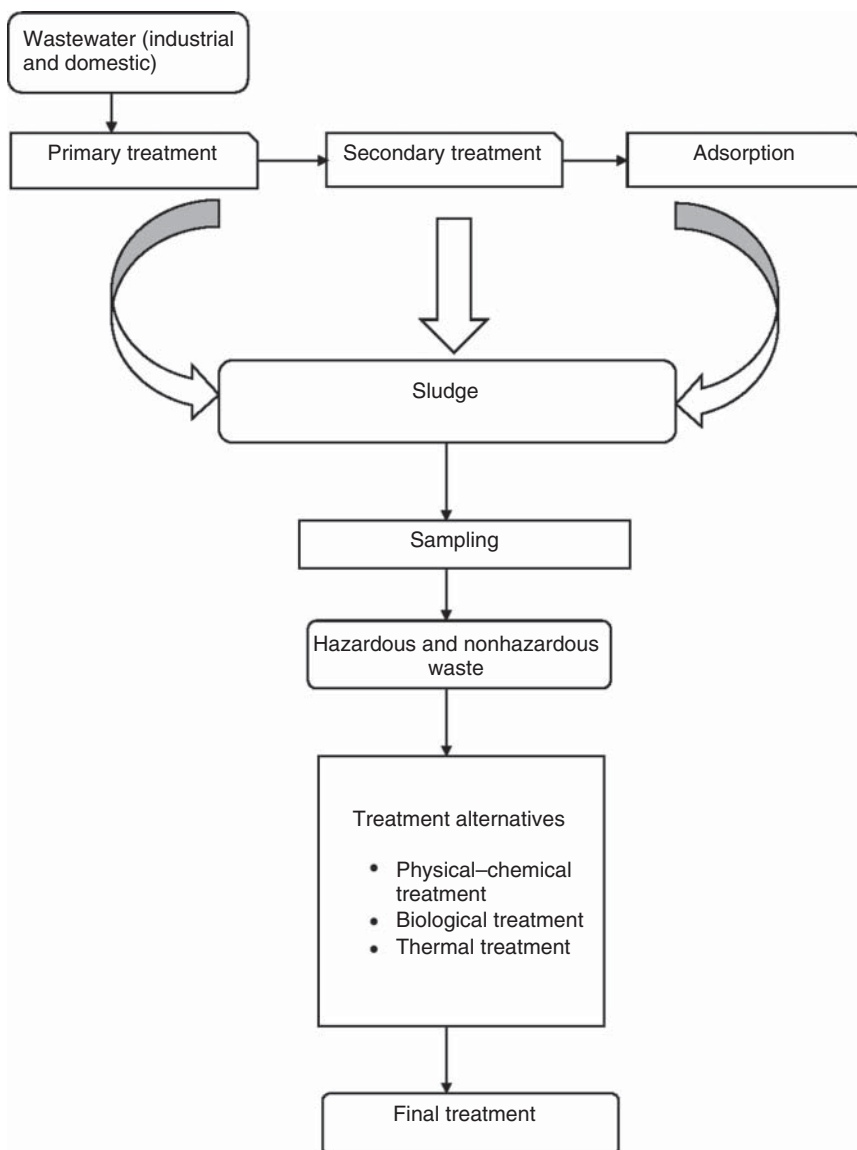 Wastewater (industrial
and domestic)
Primary treatment
Secondary treatment
Adsorption
Sludge
Sampling
Hazardous and nonhazardous
waste
Treatment alternatives
• Physical–chemical
treatment
• Biological treatment
• Thermal treatment
Final treatment